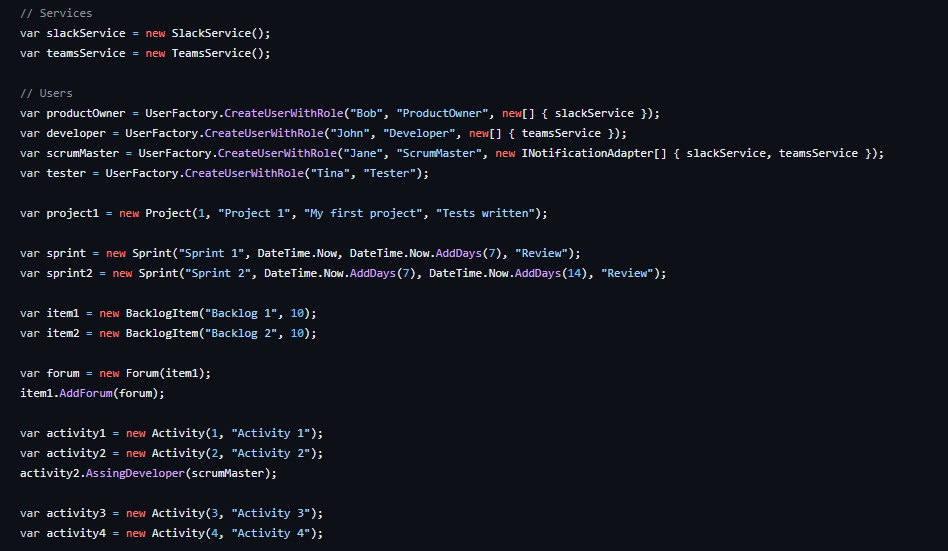 // Services
var slackService = new SlackService();
var teamsService = new TeamsService();
// Users
var productOwner = UserFactory.CreateUserWithRole("Bob", "ProductOwner", new[] { slackService });
var developer = UserFactory.CreateUserWithRole("John", "Developer", new[] { teamsService });
var scrumMaster = UserFactory.CreateUserWithRole("Jane", "ScrumMaster", new INotificationAdapter[] { slackService, teamsService });
var tester = UserFactory.CreateUserWithRole("Tina", "Tester");
var project1 = new Project(1, "Project 1", "My first project", "Tests written");
var sprint = new Sprint("Sprint 1", DateTime.Now, DateTime.Now.AddDays(7), "Review");
var sprint2 = new Sprint("Sprint 2", DateTime.Now.AddDays(7), DateTime.Now.AddDays(14), "Review");
var item1 = new BacklogItem("Backlog 1", 10);
var item2 = new BacklogItem("Backlog 2", 10);
var forum = new Forum(item1);
item1.AddForum(forum);
var activity1 = new Activity(1, "Activity 1");
var activity2 = new Activity(2, "Activity 2");
activity2.AssingDeveloper(scrumMaster);
var activity3 = new Activity(3, "Activity 3");
var activity4 = new Activity(4, "Activity 4");